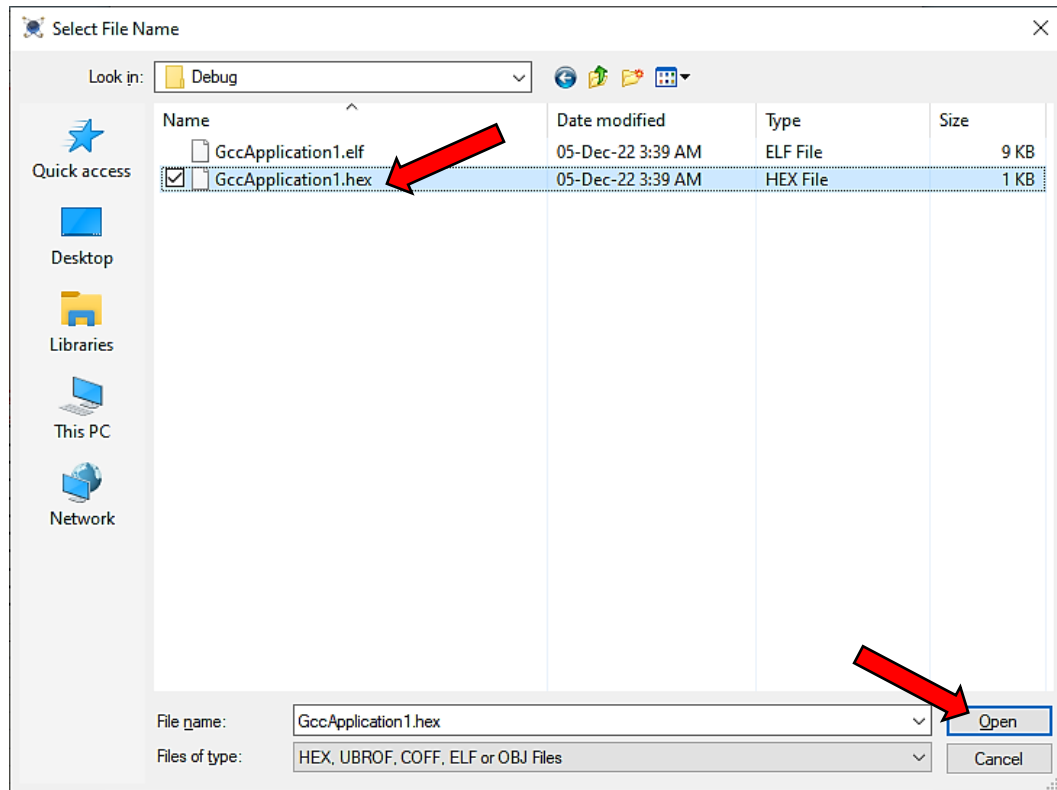 Select File Name
Look in: Debug
Name Date modified Type Size
GccApplication1.elf 05-Dec-22 3:39 AM ELF File 9 KB
GccApplication1.hex 05-Dec-22 3:39 AM HEX File 1 KB
Quick access
Desktop
Libraries
This PC
Network
File name: GccApplication1.hex Open
Files of type: HEX, UBROF, COFF, ELF or OBJ Files Cancel